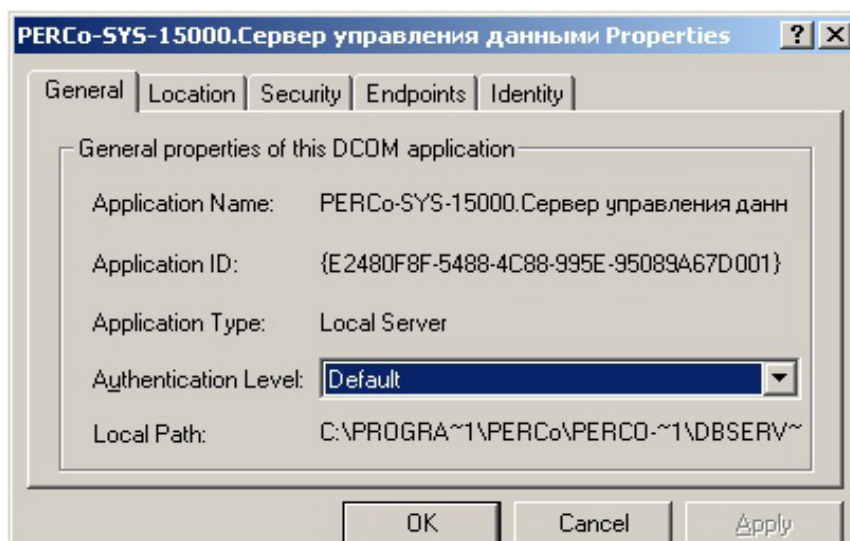 PERCo-SYS-15000.Сервер управления данными Properties
General Location Security Endpoints Identity
General properties of this DCOM application
Application Name: PERCo-SYS-15000.Сервер управления данн
Application ID: {E2480F8F-5488-4C88-995E-95089A67D001}
Application Type: Local Server
Authentication Level: Default
Local Path: C:\PROGRA~1\PERCo\PERCO-~1\DBSERV~
OK Cancel Apply